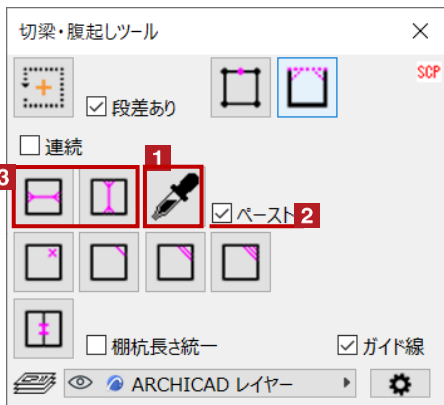 切梁・腹起しツール
SCP
段差あり
連続
1
3
ペースト
2
棚杭長さ統一
ガイド線
ARCHICAD レイヤー